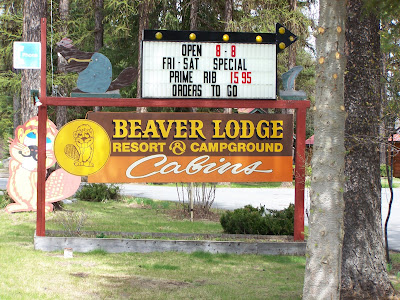 OPEN 8 - 8
FRI - SAT SPECIAL
PRIME RIB 15 95
ORDERS TO GO
BEAVER LODGE
RESORT & CAMPGROUND
Cabins